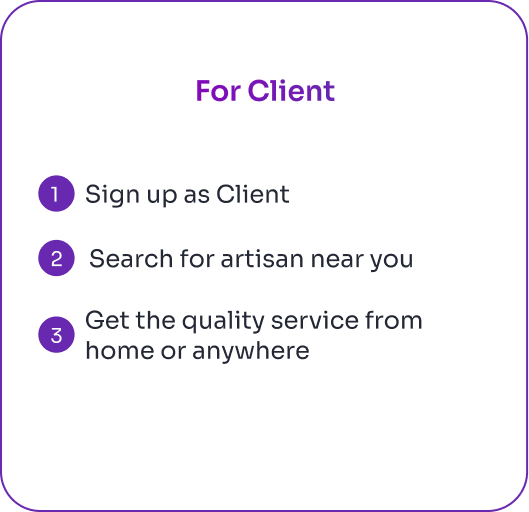 For Client
1 Sign up as Client
2 Search for artisan near you
3 Get the quality service from
home or anywhere